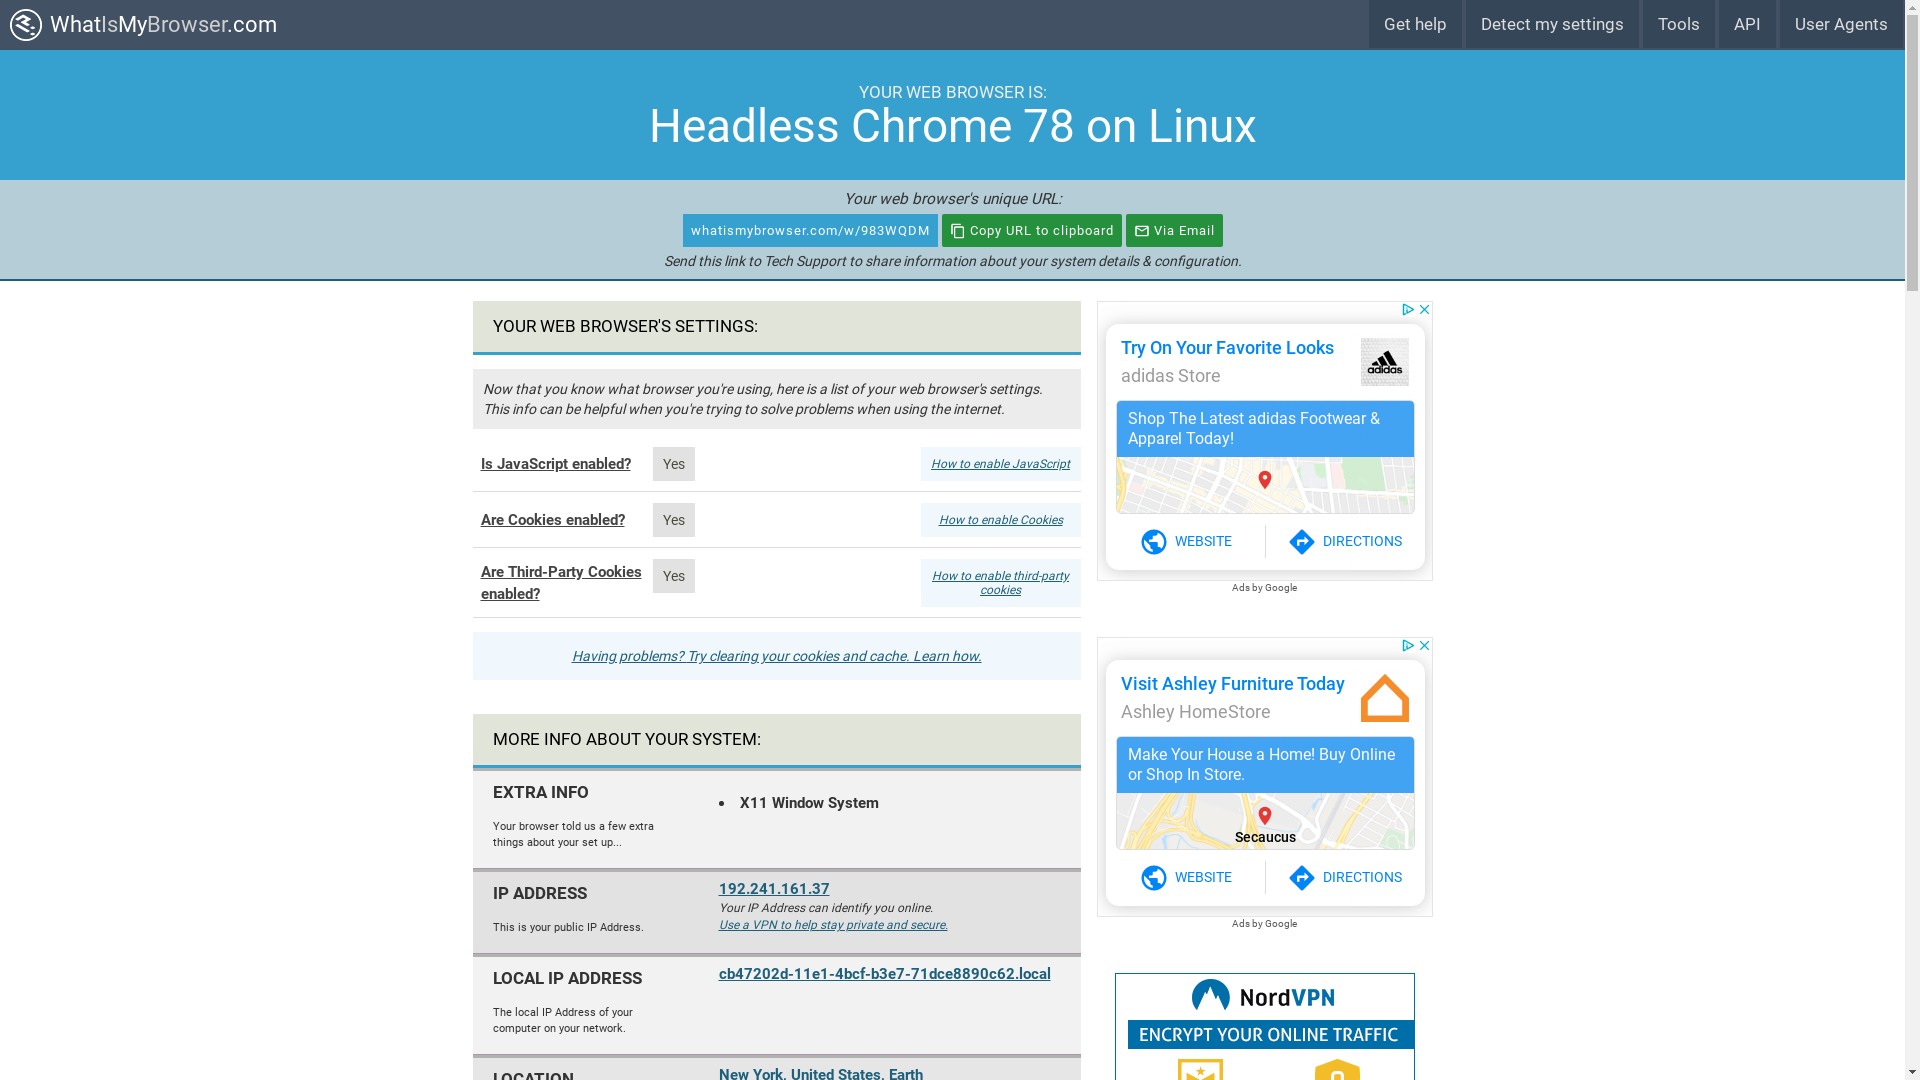 WhatIsMyBrowser.com
Get help
Detect my settings
Tools
API
User Agents
YOUR WEB BROWSER IS:
Headless Chrome 78 on Linux
Your web browser's unique URL:
whatismybrowser.com/w/983WQDM
Copy URL to clipboard
Via Email
Send this link to Tech Support to share information about your system details & configuration.
YOUR WEB BROWSER'S SETTINGS:
Now that you know what browser you're using, here is a list of your web browser's settings.
This info can be helpful when you're trying to solve problems when using the internet.
Is JavaScript enabled?
Yes
How to enable JavaScript
Are Cookies enabled?
Yes
How to enable Cookies
Are Third-Party Cookies
enabled?
Yes
How to enable third-party
cookies
Having problems? Try clearing your cookies and cache. Learn how.
MORE INFO ABOUT YOUR SYSTEM:
EXTRA INFO
Your browser told us a few extra
things about your set up...
X11 Window System
IP ADDRESS
This is your public IP Address.
192.241.161.37
Your IP Address can identify you online.
Use a VPN to help stay private and secure.
LOCAL IP ADDRESS
The local IP Address of your
computer on your network.
cb47202d-11e1-4bcf-b3e7-71dce8890c62.local
LOCATION
New York, United States, Earth
Try On Your Favorite Looks
adidas Store
adidas
Shop The Latest adidas Footwear &
Apparel Today!
WEBSITE
DIRECTIONS
Ads by Google
Visit Ashley Furniture Today
Ashley HomeStore
Make Your House a Home! Buy Online
or Shop In Store.
Secaucus
WEBSITE
DIRECTIONS
Ads by Google
NordVPN
ENCRYPT YOUR ONLINE TRAFFIC